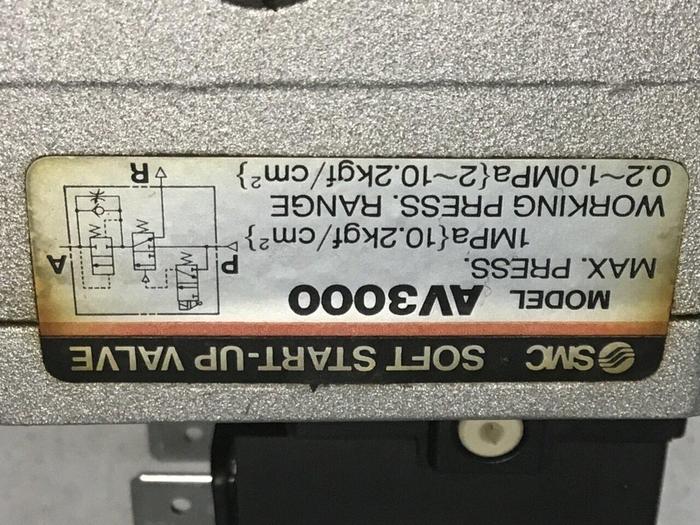 SMC SOFT START-UP VALVE
MODEL AV3000
MAX. PRESS.
1MPa{10.2kgf/cm²}
WORKING PRESS. RANGE
0.2~1.0MPa{2~10.2kgf/cm²}
P
A
R